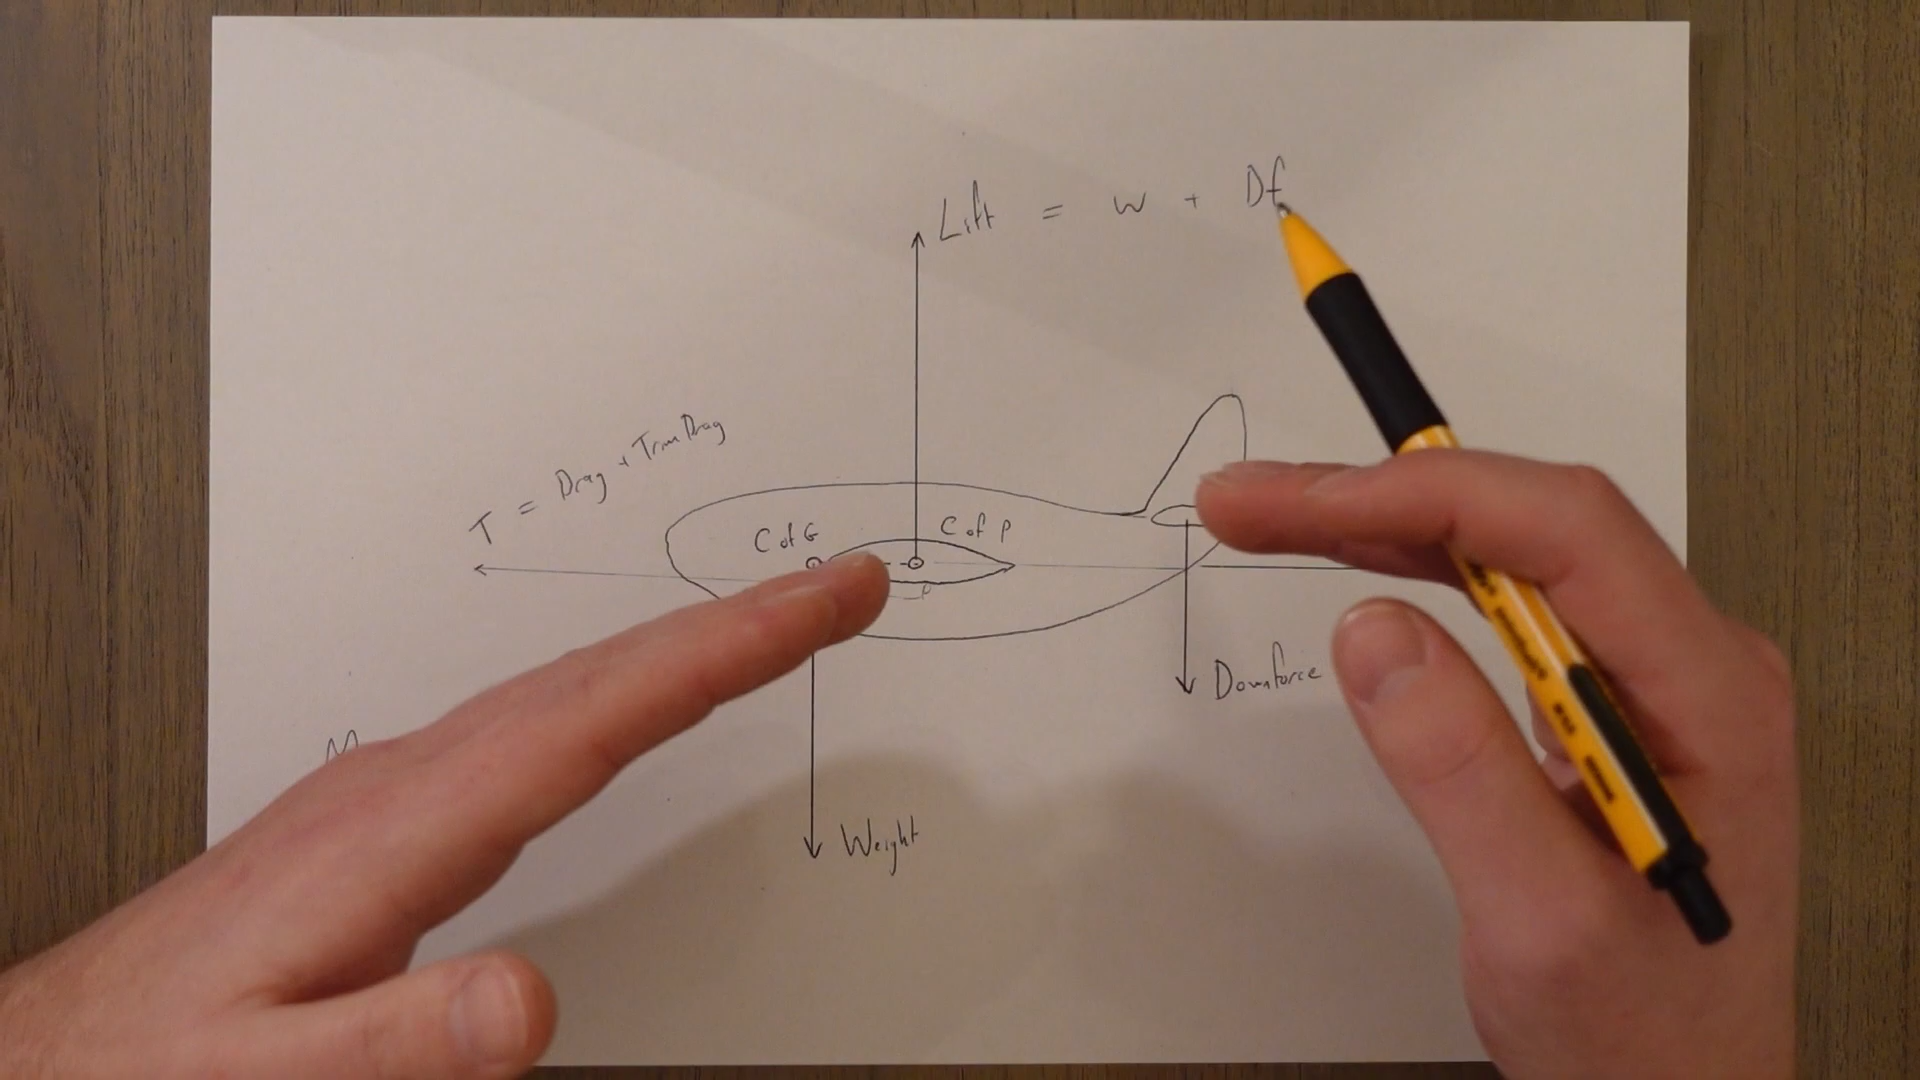 Lift = W + Df
T = Drag + Trim Drag
C of G
C of P
Downforce
Weight
M